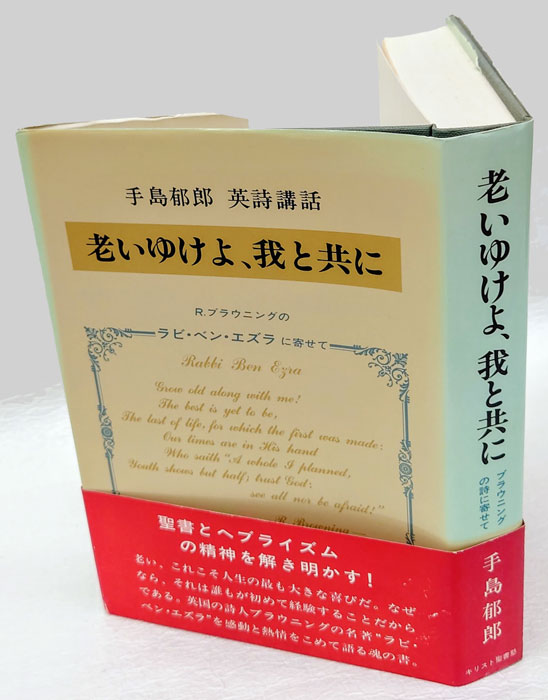 手島郁郎 英詩講話
老いゆけよ、我と共に
R.ブラウニングの
ラビ・ベン・エズラ に寄せて
Rabbi Ben Ezra
Grow old along with me!
The best is yet to be,
The last of life, for which the first was made:
Our times are in His hand
Who saith "A whole I planned,
Youth shows but half; trust God:
see all nor be afraid!"
R. Browning
聖書とヘブライズム
の精神を解き明かす!
老い、これこそ人生の最も大きな喜びだ。なぜ
なら、それは誰もが初めて経験することだから
である。英国の詩人ブラウニングの名著"ラビ・
ベン・エズラ"を感動と熱情をこめて語る魂の書。
老いゆけよ、我と共に
ブラウニング
の詩に寄せて
手島郁郎
キリスト聖書塾